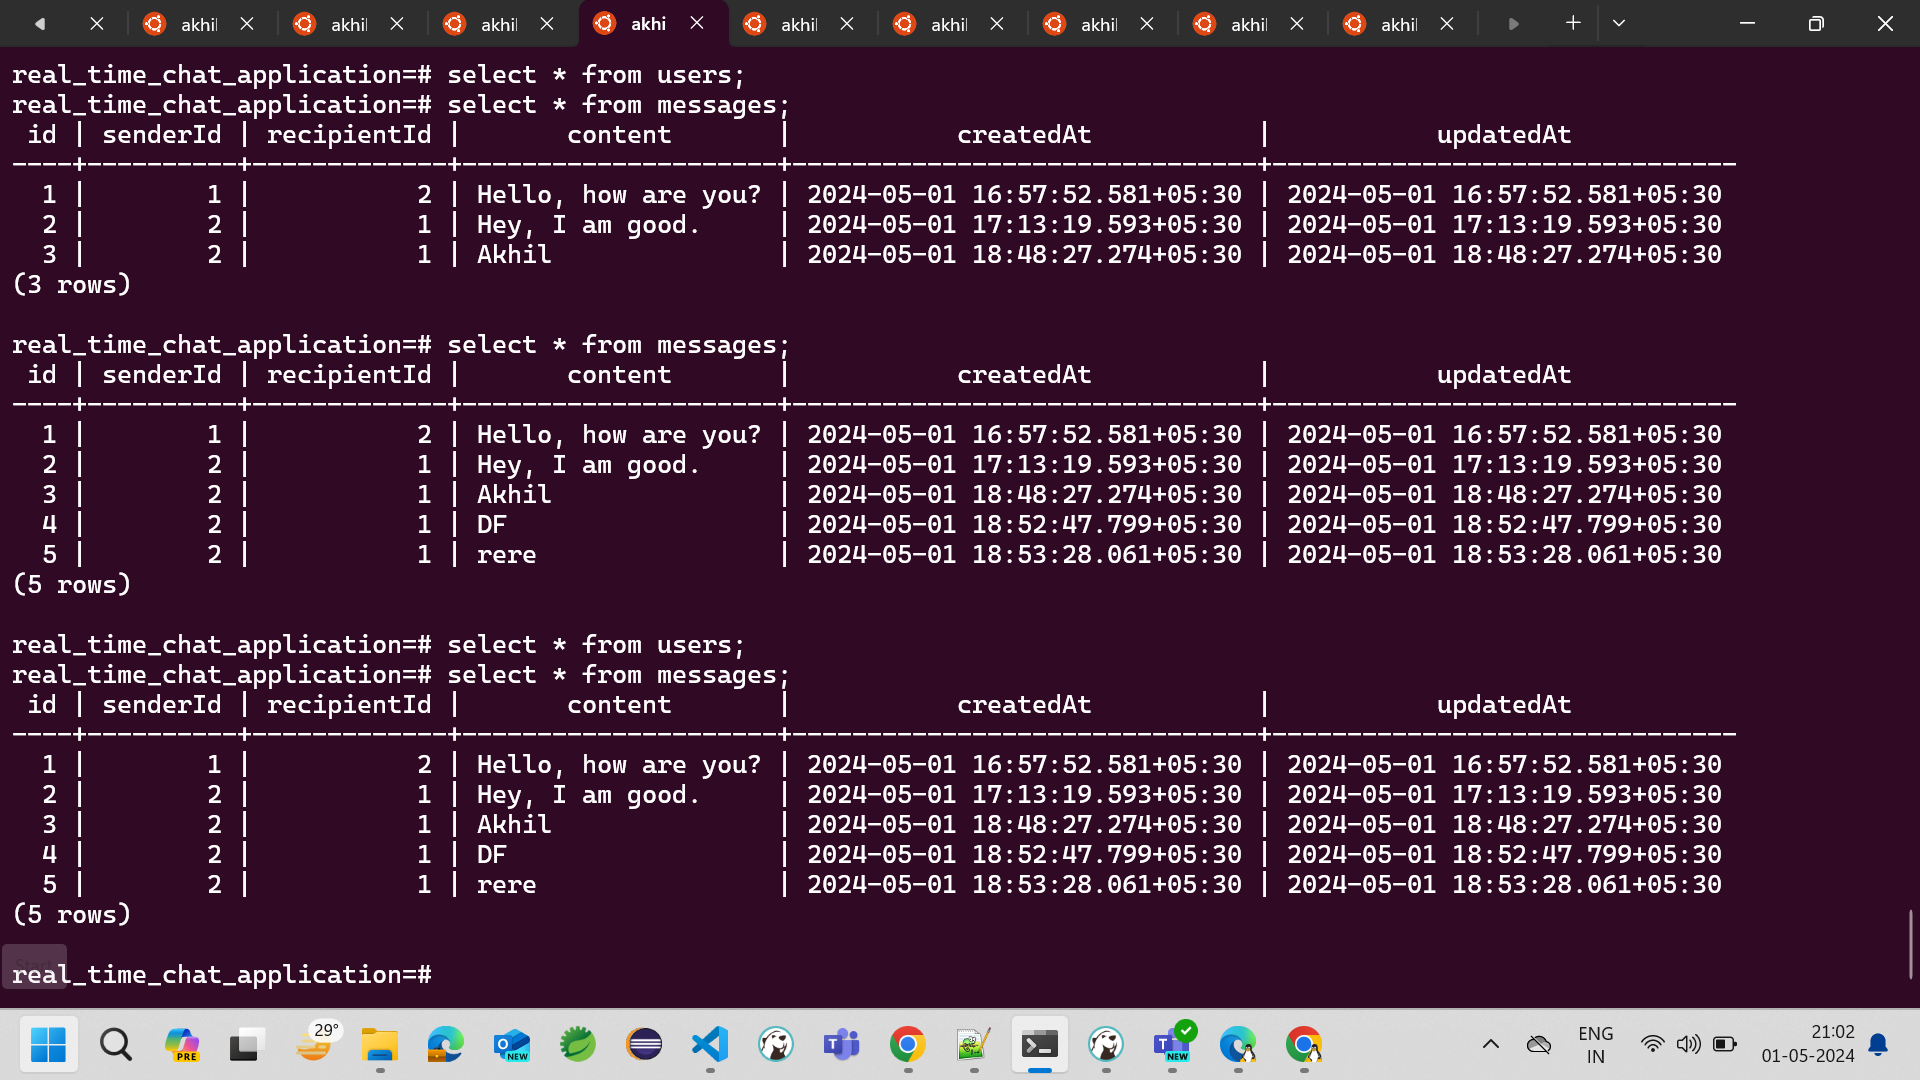 akhil
akhil
akhil
akhi
akhil
akhil
akhil
akhil
akhil
real_time_chat_application=# select * from users;
real_time_chat_application=# select * from messages;
 id | senderId | recipientId |       content       |           createdAt           |           updatedAt
----+----------+-------------+---------------------+-------------------------------+-------------------------------
  1 |        1 |           2 | Hello, how are you? | 2024-05-01 16:57:52.581+05:30 | 2024-05-01 16:57:52.581+05:30
  2 |        2 |           1 | Hey, I am good.     | 2024-05-01 17:13:19.593+05:30 | 2024-05-01 17:13:19.593+05:30
  3 |        2 |           1 | Akhil               | 2024-05-01 18:48:27.274+05:30 | 2024-05-01 18:48:27.274+05:30
(3 rows)
real_time_chat_application=# select * from messages;
 id | senderId | recipientId |       content       |           createdAt           |           updatedAt
----+----------+-------------+---------------------+-------------------------------+-------------------------------
  1 |        1 |           2 | Hello, how are you? | 2024-05-01 16:57:52.581+05:30 | 2024-05-01 16:57:52.581+05:30
  2 |        2 |           1 | Hey, I am good.     | 2024-05-01 17:13:19.593+05:30 | 2024-05-01 17:13:19.593+05:30
  3 |        2 |           1 | Akhil               | 2024-05-01 18:48:27.274+05:30 | 2024-05-01 18:48:27.274+05:30
  4 |        2 |           1 | DF                  | 2024-05-01 18:52:47.799+05:30 | 2024-05-01 18:52:47.799+05:30
  5 |        2 |           1 | rere                | 2024-05-01 18:53:28.061+05:30 | 2024-05-01 18:53:28.061+05:30
(5 rows)
real_time_chat_application=# select * from users;
real_time_chat_application=# select * from messages;
 id | senderId | recipientId |       content       |           createdAt           |           updatedAt
----+----------+-------------+---------------------+-------------------------------+-------------------------------
  1 |        1 |           2 | Hello, how are you? | 2024-05-01 16:57:52.581+05:30 | 2024-05-01 16:57:52.581+05:30
  2 |        2 |           1 | Hey, I am good.     | 2024-05-01 17:13:19.593+05:30 | 2024-05-01 17:13:19.593+05:30
  3 |        2 |           1 | Akhil               | 2024-05-01 18:48:27.274+05:30 | 2024-05-01 18:48:27.274+05:30
  4 |        2 |           1 | DF                  | 2024-05-01 18:52:47.799+05:30 | 2024-05-01 18:52:47.799+05:30
  5 |        2 |           1 | rere                | 2024-05-01 18:53:28.061+05:30 | 2024-05-01 18:53:28.061+05:30
(5 rows)
Start
real_time_chat_application=#
PRE
29°
NEW
NEW
ENG
IN
21:02
01-05-2024